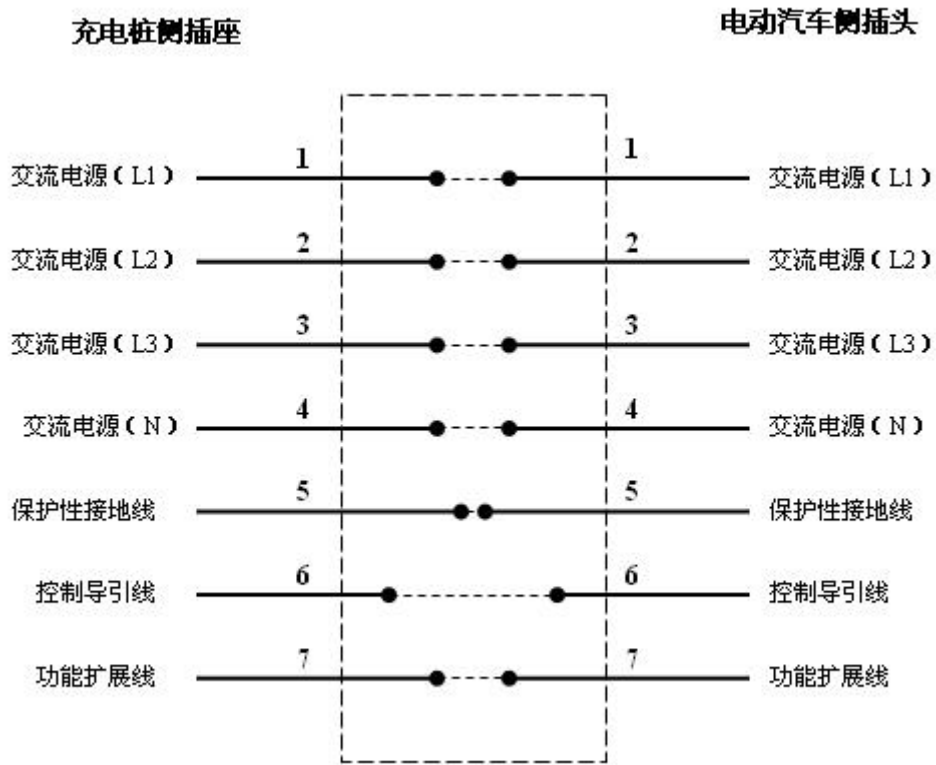 充电桩侧插座
电动汽车侧插头
交流电源（L1） 1 1 交流电源（L1）
交流电源（L2） 2 2 交流电源（L2）
交流电源（L3） 3 3 交流电源（L3）
交流电源（N） 4 4 交流电源（N）
保护性接地线 5 5 保护性接地线
控制导引线 6 6 控制导引线
功能扩展线 7 7 功能扩展线